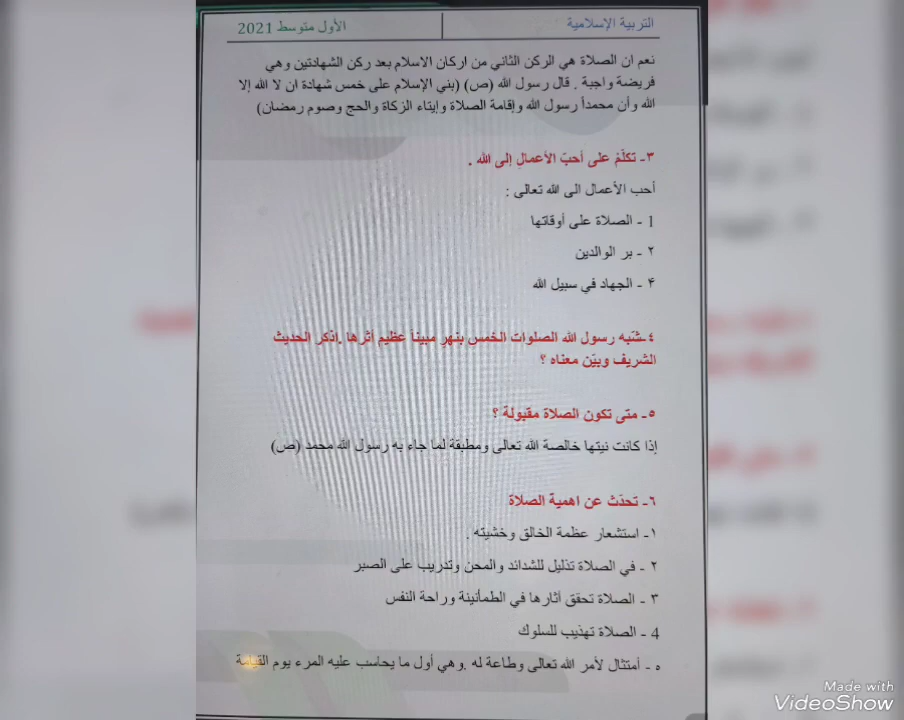 التربية الإسلامية
الأول متوسط 2021
نعم ان الصلاة هي الركن الثاني من اركان الاسلام بعد ركن الشهادتين وهي
فريضة واجبة . قال رسول الله (ص) (بني الإسلام على خمس شهادة ان لا الله إلا
الله وأن محمداً رسول الله وإقامة الصلاة وإيتاء الزكاة والحج وصوم رمضان)
٣- تكلّمْ على أحبّ الأعمالِ إلى الله .
أحب الأعمال الى الله تعالى :
1 - الصلاة على أوقاتها
٢ - بر الوالدين
۴ - الجهاد في سبيل الله
٤- شبّه رسول الله الصلوات الخمس بنهرٍ مبيناً عظيم أثرها .اذكر الحديث
الشريف وبيّن معناه ؟
٥- متى تكون الصلاة مقبولة ؟
إذا كانت نيتها خالصة الله تعالى ومطبقة لما جاء به رسول الله محمد (ص)
٦- تحدّث عن اهمية الصلاة
١- استشعار عظمة الخالق وخشيته .
٢ - في الصلاة تذليل للشدائد والمحن وتدريب على الصبر
٣ - الصلاة تحقق أثارها في الطمأنينة وراحة النفس
4 - الصلاة تهذيب للسلوك
٥ - أمتثال لأمر الله تعالى وطاعة له .وهي أول ما يحاسب عليه المرء يوم القيامة
Made with
VideoShow